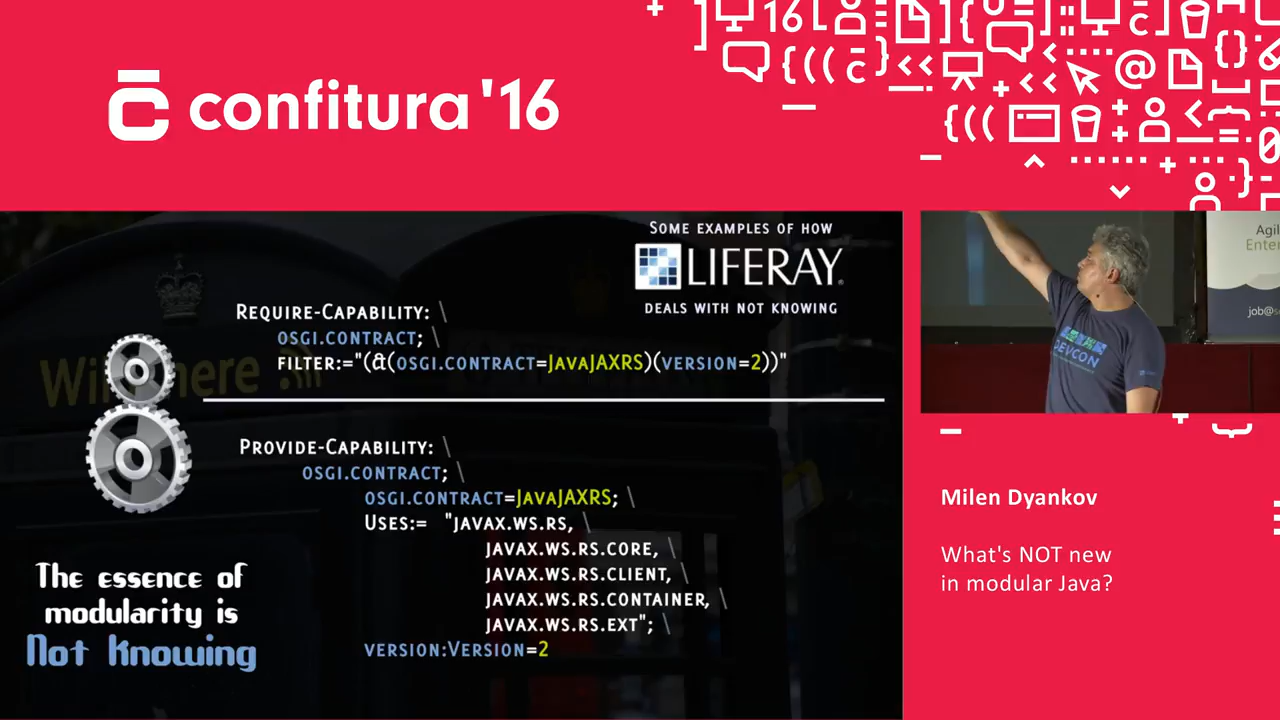 confitura '16
SOME EXAMPLES OF HOW
LIFERAY
DEALS WITH NOT KNOWING
REQUIRE-CAPABILITY: \
OSGI.CONTRACT; \
FILTER:="(&(OSGI.CONTRACT=JAVAJAXRS)(VERSION=2))"
PROVIDE-CAPABILITY: \
OSGI.CONTRACT; \
OSGI.CONTRACT=JAVAJAXRS; \
USES:= "JAVAX.WS.RS, \
JAVAX.WS.RS.CORE, \
JAVAX.WS.RS.CLIENT, \
JAVAX.WS.RS.CONTAINER, \
JAVAX.WS.RS.EXT"; \
VERSION:VERSION=2
The essence of
modularity is
Not Knowing
Agil
Enter
job@s
DEVCON
Milen Dyankov
What's NOT new
in modular Java?